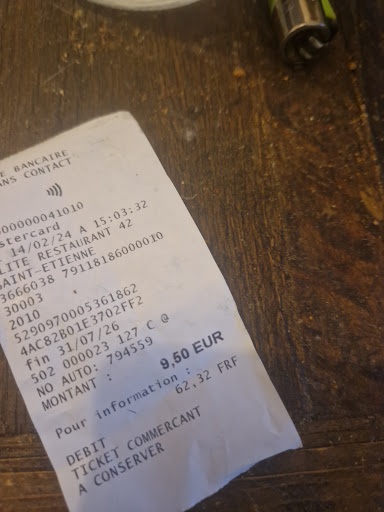 E BANCAIRE
ANS CONTACT
00000041010
stercard
14/02/24 A 15:03:32
LITE RESTAURANT 42
SAINT-ETIENNE
3666038 79118186000010
30003
2010
5290970005361862
4AC82B01E3702FF2
fin 31/07/26
502 000023 127 C @
NO AUTO: 794559
MONTANT :
9,50 EUR
Pour information :
62,32 FRF
DEBIT
TICKET COMMERCANT
A CONSERVER